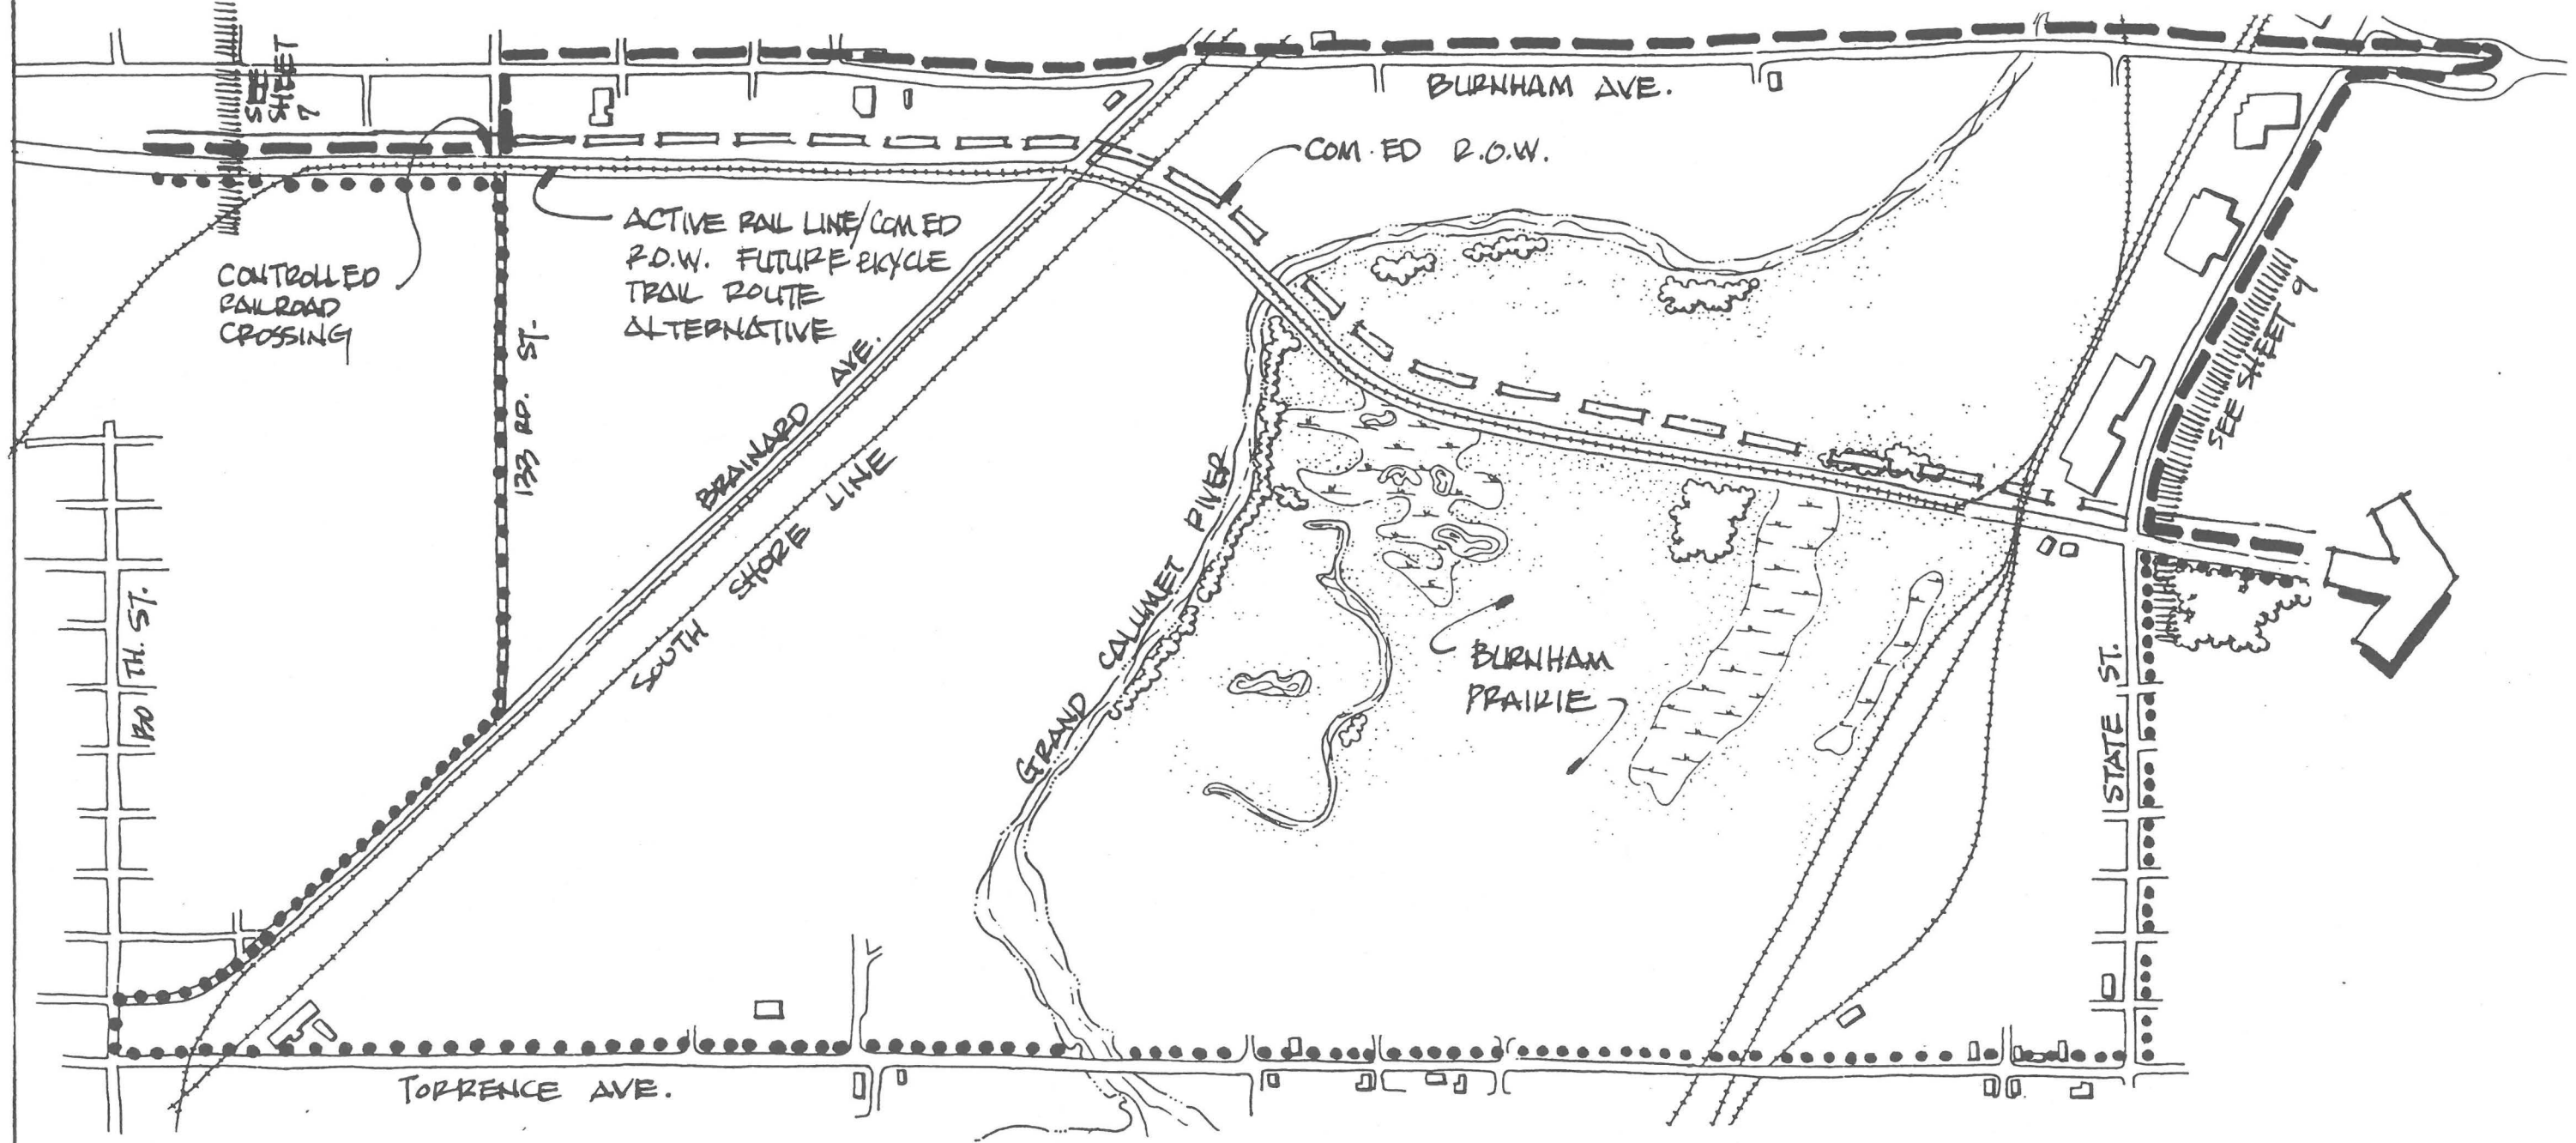 SEE
SHEET
7
BURNHAM AVE.
COM. ED R.O.W.
ACTIVE RAIL LINE/COM ED
R.O.W. FUTURE BICYCLE
TRAIL ROUTE
ALTERNATIVE
CONTROLLED
RAILROAD
CROSSING
133 RD. ST.
BRAINARD AVE.
SOUTH SHORE LINE
GRAND CALUMET RIVER
BURNHAM
PRAIRIE
SEE SHEET 9
130 TH. ST.
STATE ST.
TORRENCE AVE.